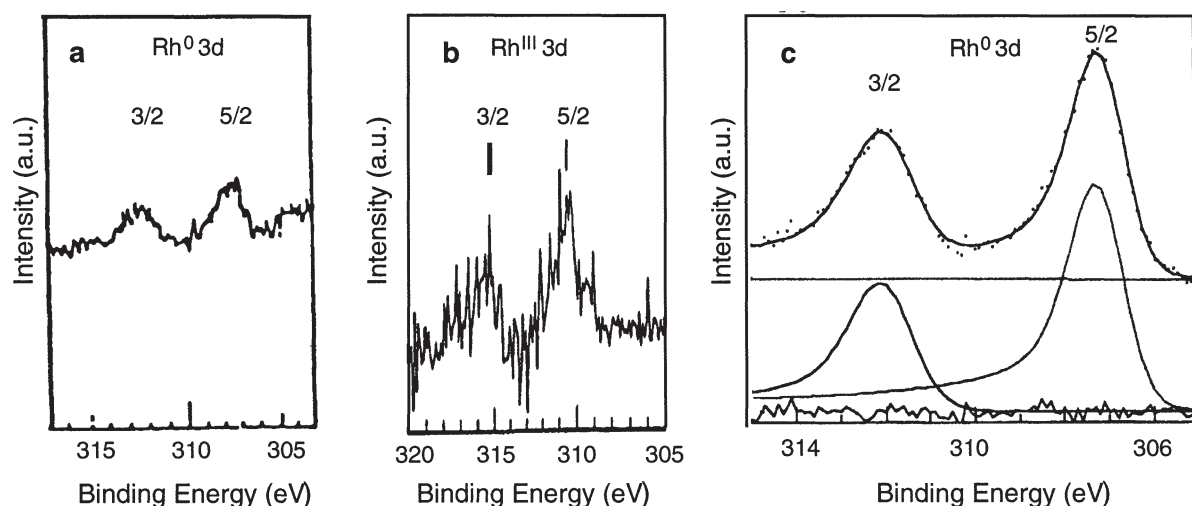 a
Rh⁰ 3d
3/2
5/2
Intensity (a.u.)
315
310
305
Binding Energy (eV)
b
Rhᴵᴵᴵ 3d
3/2
5/2
Intensity (a.u.)
320
315
310
305
Binding Energy (eV)
c
Rh⁰ 3d
5/2
3/2
Intensity (a.u.)
314
310
306
Binding Energy (eV)